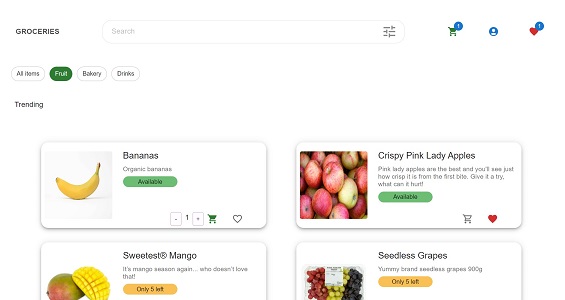 GROCERIES
Search
1
1
All items
Fruit
Bakery
Drinks
Trending
Bananas
Organic bananas
Available
- 1 +
Crispy Pink Lady Apples
Pink lady apples are the best and you'll see just
how crisp it is from the first bite. Give it a try,
what can it hurt!
Available
Sweetest® Mango
It's mango season again... who doesn't love
that!
Only 5 left
Seedless Grapes
Yummy brand seedless grapes 900g
Only 5 left